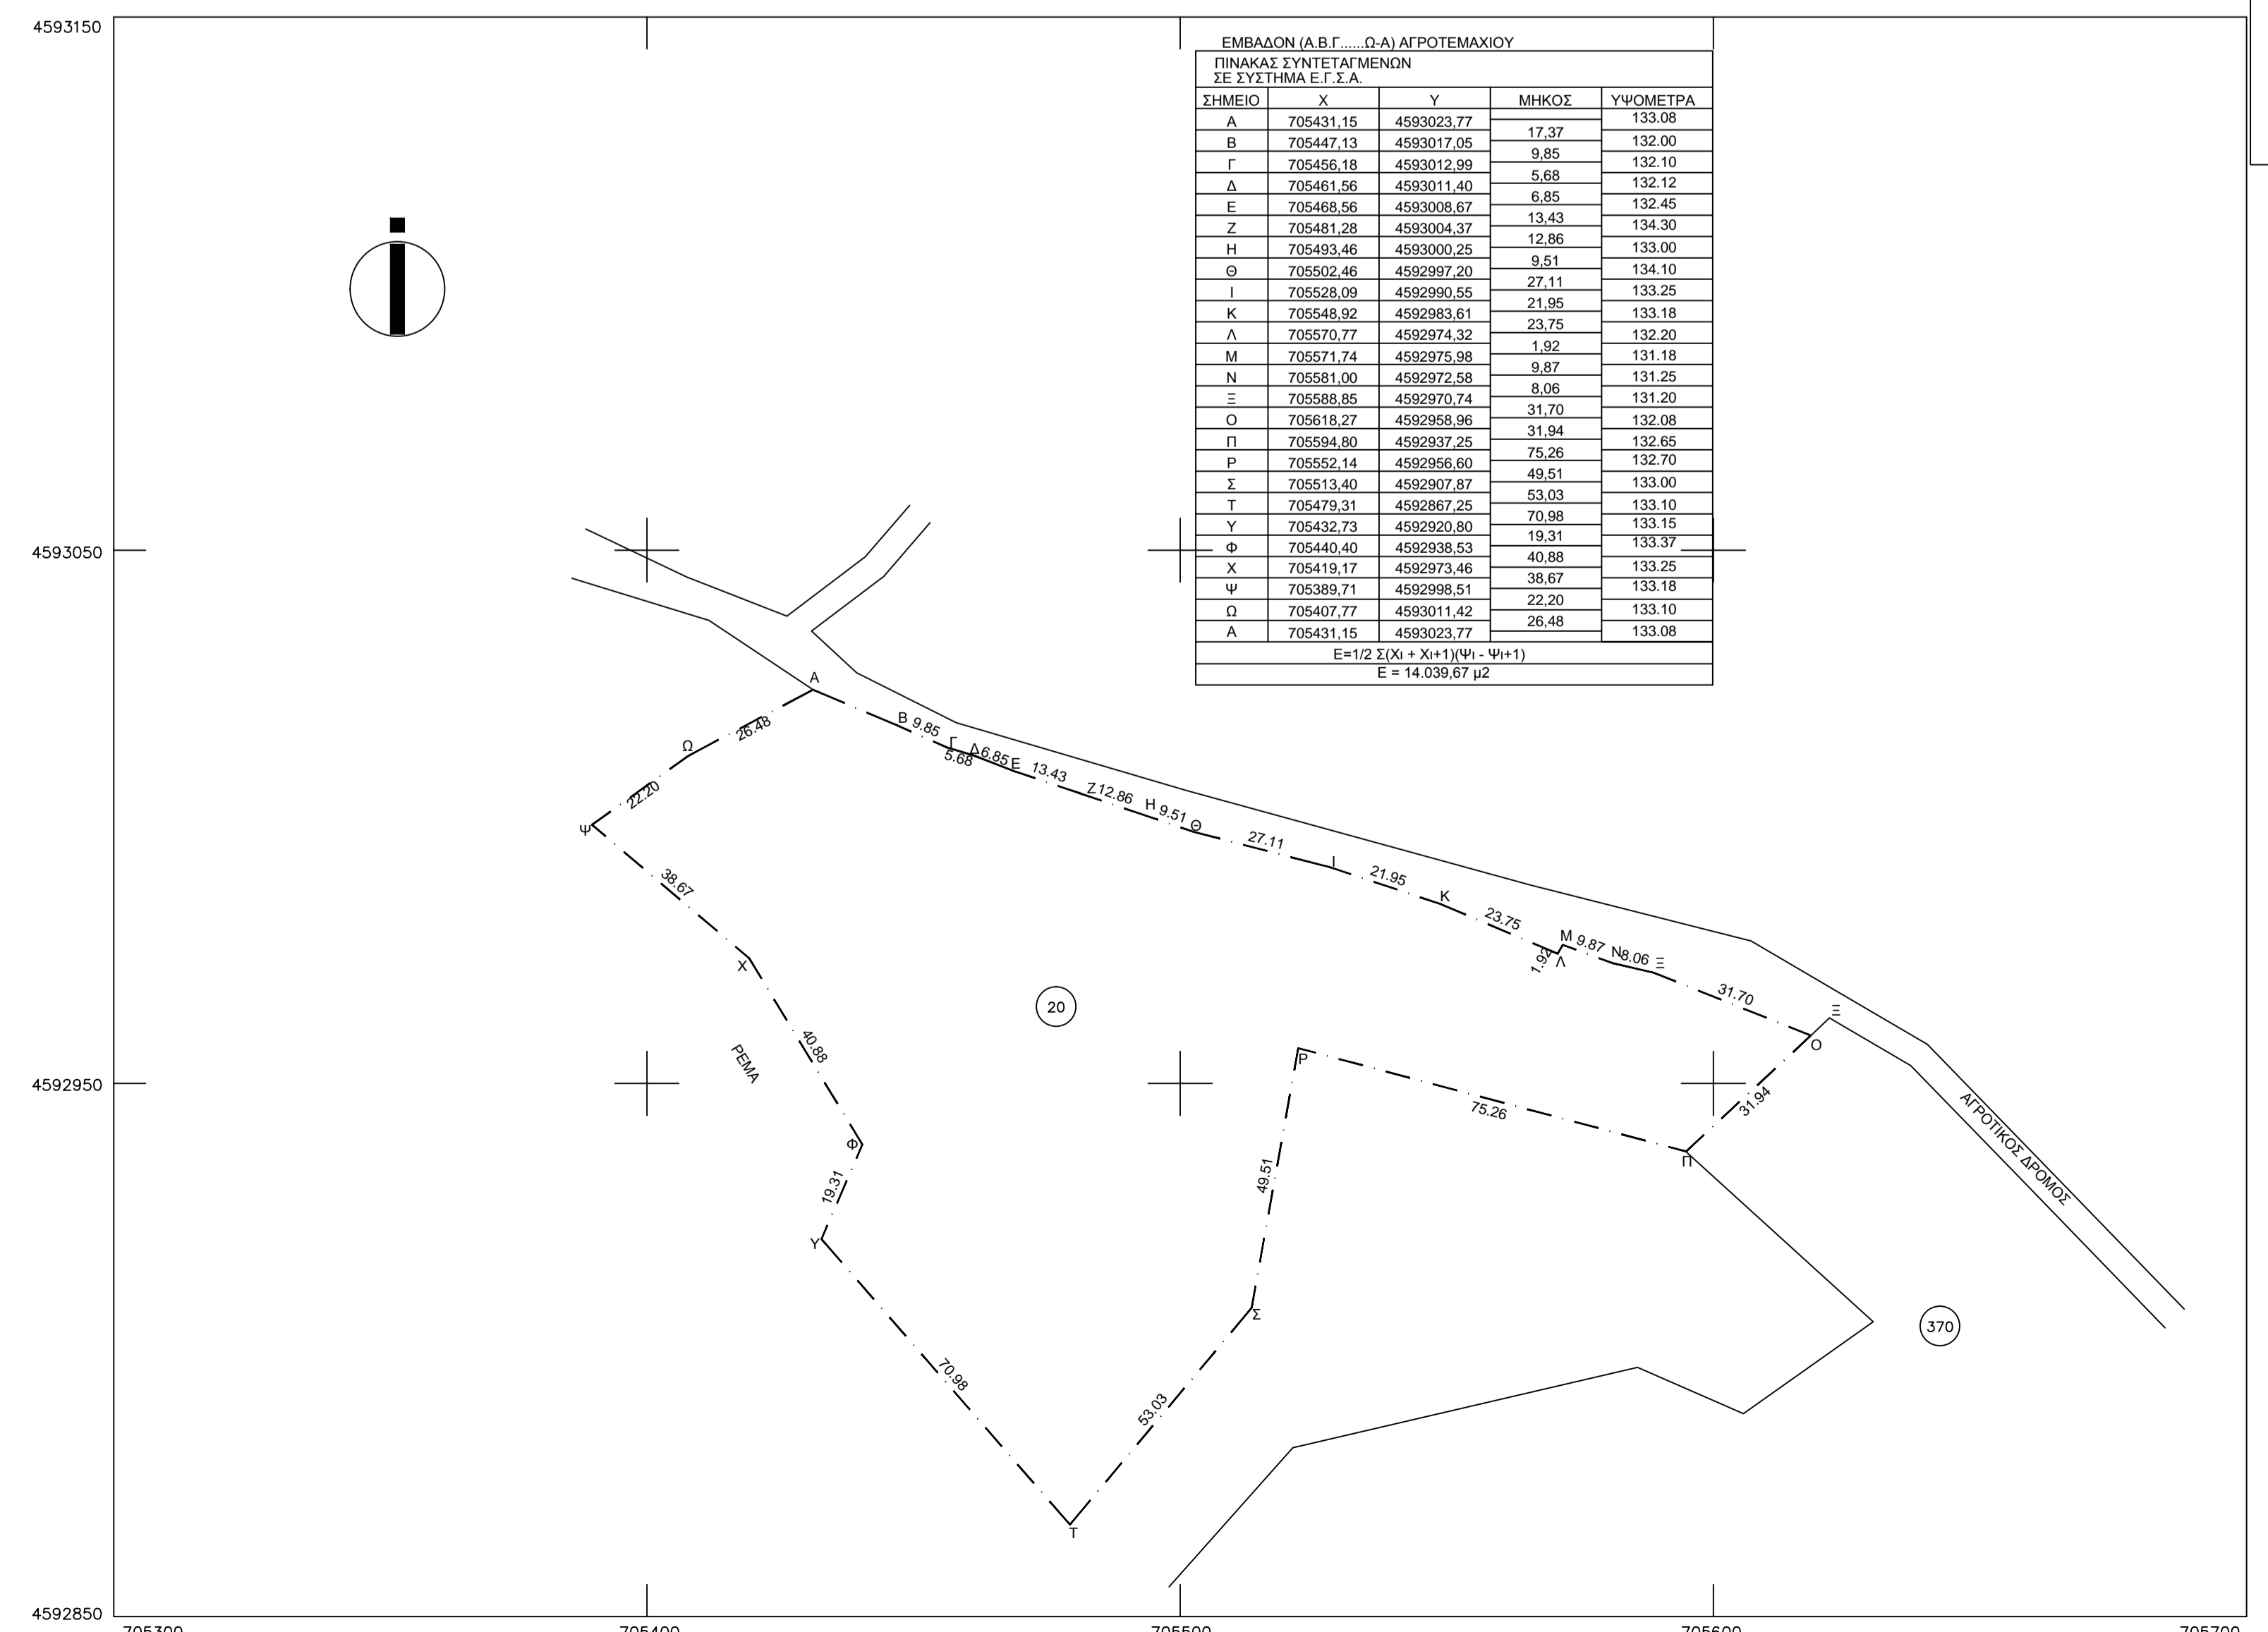 4593150
ΕΜΒΑΔΟΝ (Α.Β.Γ......Ω-Α) ΑΓΡΟΤΕΜΑΧΙΟΥ
ΠΙΝΑΚΑΣ ΣΥΝΤΕΤΑΓΜΕΝΩΝ
ΣΕ ΣΥΣΤΗΜΑ Ε.Γ.Σ.Α.
ΣΗΜΕΙΟ Χ Υ ΜΗΚΟΣ ΥΨΟΜΕΤΡΑ
Α 705431,15 4593023,77 133.08
17,37
Β 705447,13 4593017,05 132.00
9,85
Γ 705456,18 4593012,99 132.10
5,68
Δ 705461,56 4593011,40 132.12
6,85
Ε 705468,56 4593008,67 132.45
13,43
Ζ 705481,28 4593004,37 134.30
12,86
Η 705493,46 4593000,25 133.00
9,51
Θ 705502,46 4592997,20 134.10
27,11
Ι 705528,09 4592990,55 133.25
21,95
Κ 705548,92 4592983,61 133.18
23,75
Λ 705570,77 4592974,32 132.20
1,92
Μ 705571,74 4592975,98 131.18
9,87
Ν 705581,00 4592972,58 131.25
8,06
Ξ 705588,85 4592970,74 131.20
31,70
Ο 705618,27 4592958,96 132.08
31,94
Π 705594,80 4592937,25 132.65
75,26
Ρ 705552,14 4592956,60 132.70
49,51
Σ 705513,40 4592907,87 133.00
53,03
Τ 705479,31 4592867,25 133.10
70,98
Υ 705432,73 4592920,80 133.15
19,31
Φ 705440,40 4592938,53 133.37
40,88
Χ 705419,17 4592973,46 133.25
38,67
Ψ 705389,71 4592998,51 133.18
22,20
Ω 705407,77 4593011,42 133.10
26,48
Α 705431,15 4593023,77 133.08
Ε=1/2 Σ(Χι + Χι+1)(Ψι - Ψι+1)
Ε = 14.039,67 μ2
4593050
Α
Β 9.85
Γ
5.68
Δ 6.85 Ε 13.43
Ζ 12.86 Η 9.51 Θ
27.11
Ι
21.95
Κ
23.75
Μ 9.87 Ν 8.06 Ξ
1.92 Λ
31.70
Ξ
Ο
26.48
Ω
22.20
Ψ
38.67
Χ
20
40.88
ΡΕΜΑ
Ρ
4592950
75.26
31.94
ΑΓΡΟΤΙΚΟΣ ΔΡΟΜΟΣ
Φ
Π
19.31
49.51
Υ
Σ
370
70.98
53.03
Τ
4592850
705300 705400 705500 705600 705700